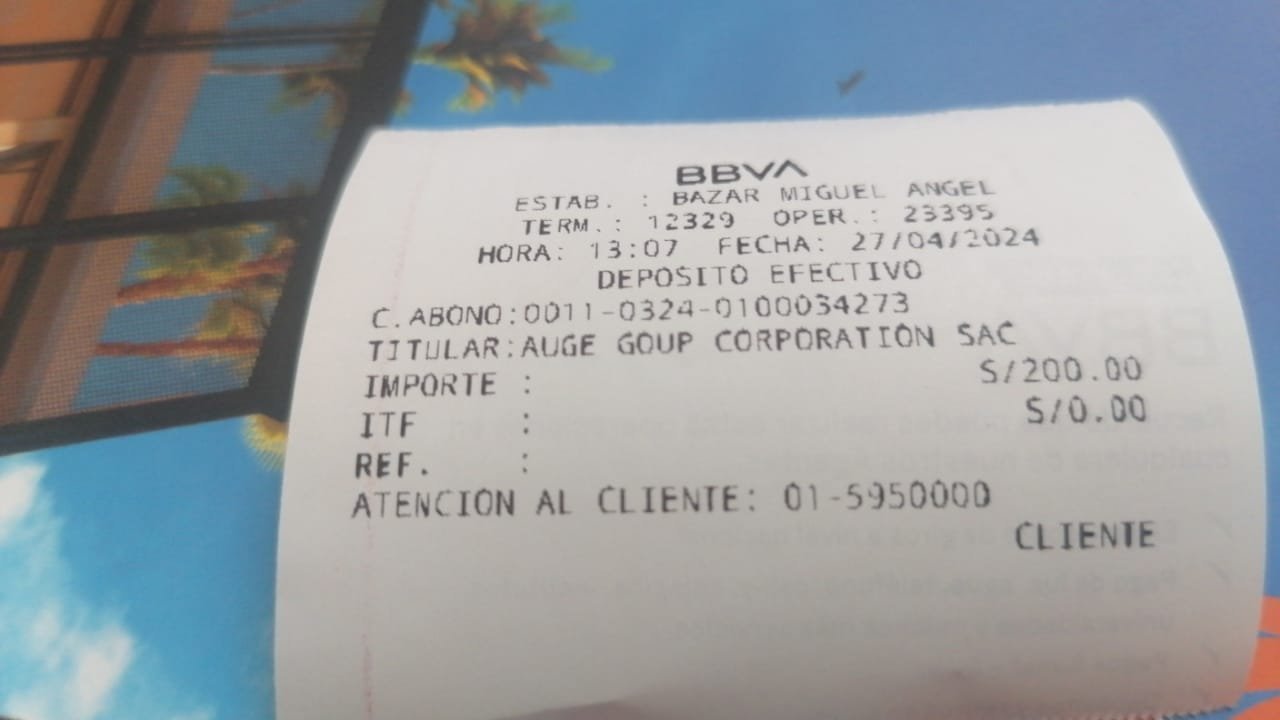 BBVA
ESTAB. : BAZAR MIGUEL ANGEL
TERM.: 12329 OPER.: 23395
HORA: 13:07 FECHA: 27/04/2024
DEPOSITO EFECTIVO
C.ABONO:0011-0324-0100034273
TITULAR:AUGE GOUP CORPORATION SAC
IMPORTE : S/200.00
ITF : S/0.00
REF. :
ATENCION AL CLIENTE: 01-5950000
CLIENTE